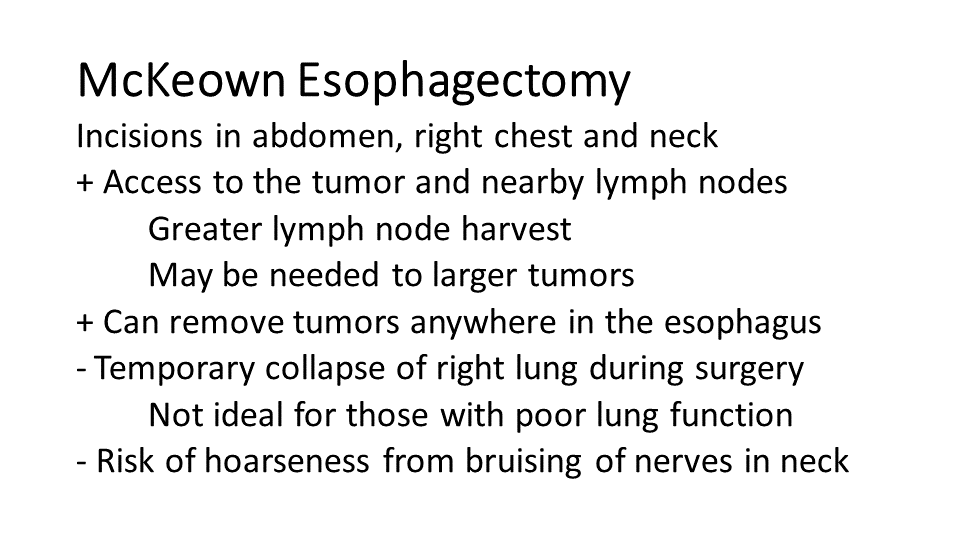 McKeown Esophagectomy
Incisions in abdomen, right chest and neck
+ Access to the tumor and nearby lymph nodes
Greater lymph node harvest
May be needed to larger tumors
+ Can remove tumors anywhere in the esophagus
- Temporary collapse of right lung during surgery
Not ideal for those with poor lung function
- Risk of hoarseness from bruising of nerves in neck